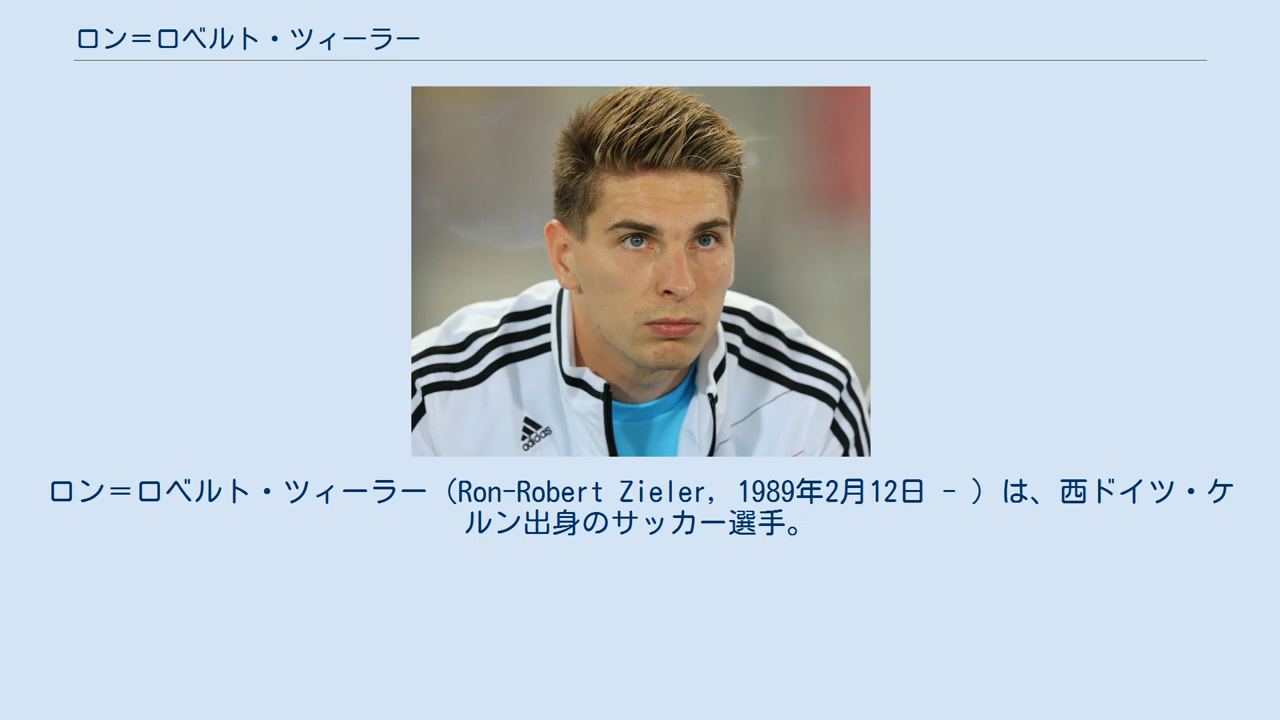 ロン＝ロベルト・ツィーラー
adidas
ロン＝ロベルト・ツィーラー（Ron-Robert Zieler, 1989年2月12日 - ）は、西ドイツ・ケ
ルン出身のサッカー選手。